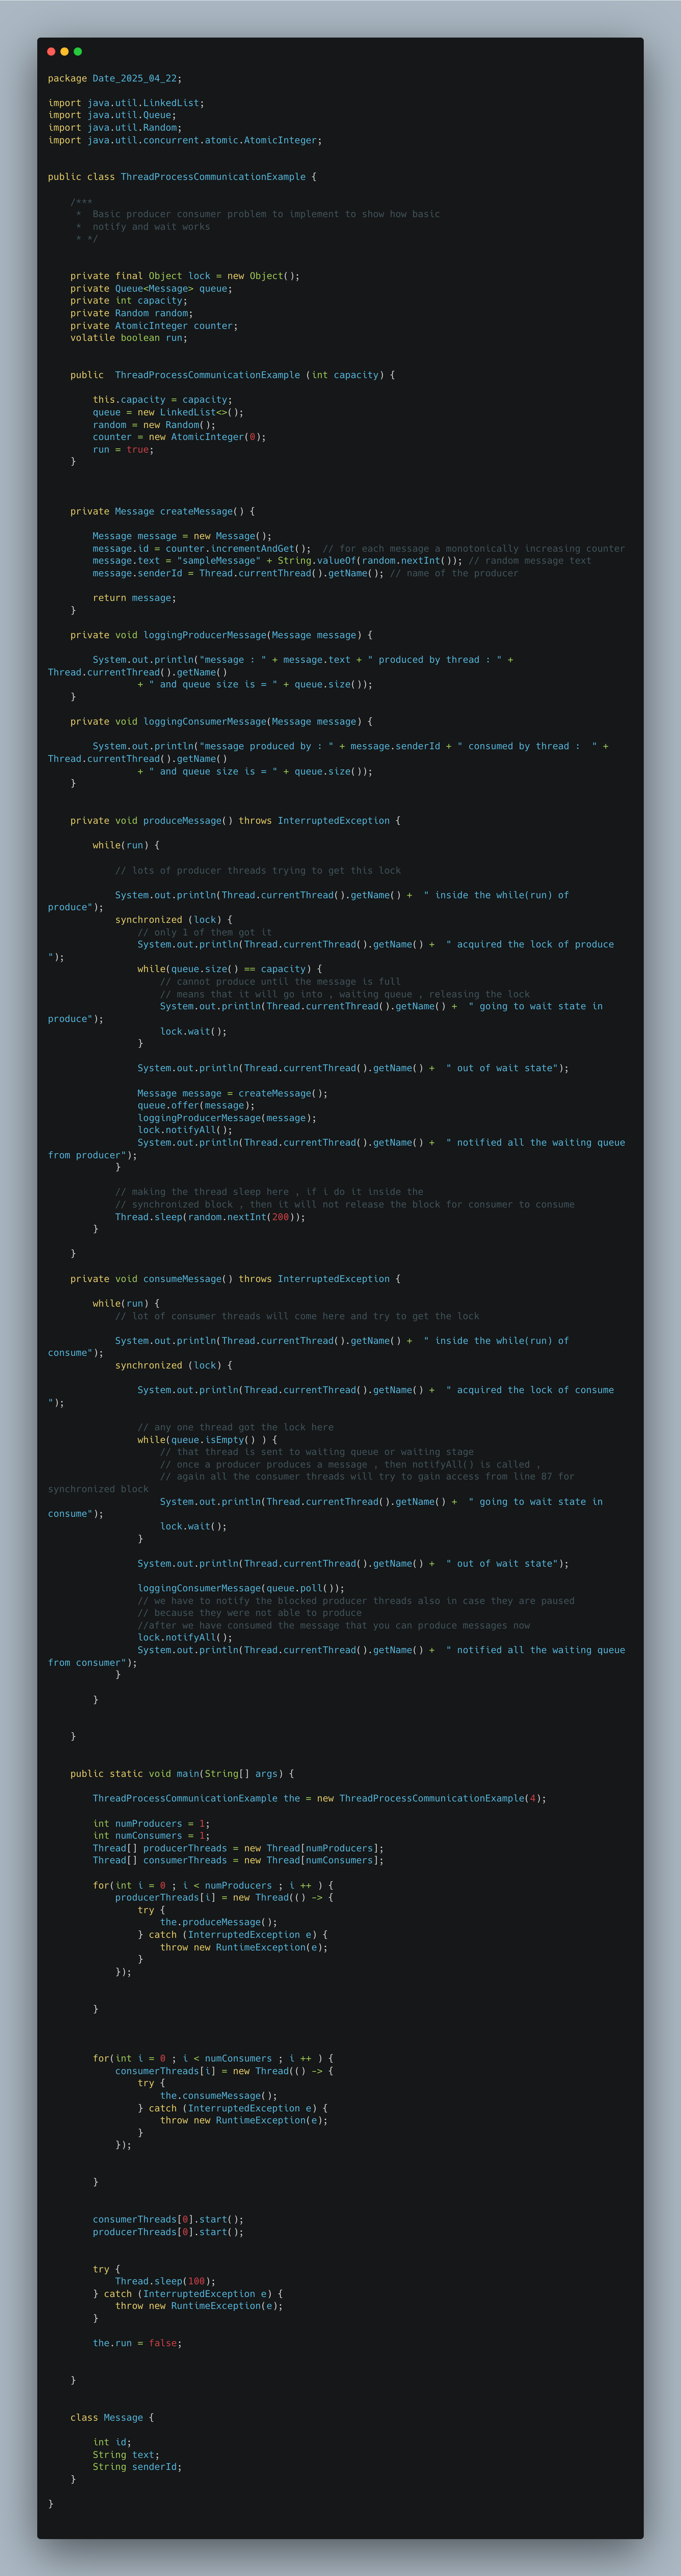 package Date_2025_04_22;
import java.util.LinkedList;
import java.util.Queue;
import java.util.Random;
import java.util.concurrent.atomic.AtomicInteger;
public class ThreadProcessCommunicationExample {
/***
*  Basic producer consumer problem to implement to show how basic
*  notify and wait works
* */
private final Object lock = new Object();
private Queue<Message> queue;
private int capacity;
private Random random;
private AtomicInteger counter;
volatile boolean run;
public  ThreadProcessCommunicationExample (int capacity) {
this.capacity = capacity;
queue = new LinkedList<>();
random = new Random();
counter = new AtomicInteger(0);
run = true;
}
private Message createMessage() {
Message message = new Message();
message.id = counter.incrementAndGet();  // for each message a monotonically increasing counter
message.text = "sampleMessage" + String.valueOf(random.nextInt()); // random message text
message.senderId = Thread.currentThread().getName(); // name of the producer
return message;
}
private void loggingProducerMessage(Message message) {
System.out.println("message : " + message.text + " produced by thread : " +
Thread.currentThread().getName()
+ " and queue size is = " + queue.size());
}
private void loggingConsumerMessage(Message message) {
System.out.println("message produced by : " + message.senderId + " consumed by thread :  " +
Thread.currentThread().getName()
+ " and queue size is = " + queue.size());
}
private void produceMessage() throws InterruptedException {
while(run) {
// lots of producer threads trying to get this lock
System.out.println(Thread.currentThread().getName() +  " inside the while(run) of
produce");
synchronized (lock) {
// only 1 of them got it
System.out.println(Thread.currentThread().getName() +  " acquired the lock of produce
");
while(queue.size() == capacity) {
// cannot produce until the message is full
// means that it will go into , waiting queue , releasing the lock
System.out.println(Thread.currentThread().getName() +  " going to wait state in
produce");
lock.wait();
}
System.out.println(Thread.currentThread().getName() +  " out of wait state");
Message message = createMessage();
queue.offer(message);
loggingProducerMessage(message);
lock.notifyAll();
System.out.println(Thread.currentThread().getName() +  " notified all the waiting queue
from producer");
}
// making the thread sleep here , if i do it inside the
// synchronized block , then it will not release the block for consumer to consume
Thread.sleep(random.nextInt(200));
}
}
private void consumeMessage() throws InterruptedException {
while(run) {
// lot of consumer threads will come here and try to get the lock
System.out.println(Thread.currentThread().getName() +  " inside the while(run) of
consume");
synchronized (lock) {
System.out.println(Thread.currentThread().getName() +  " acquired the lock of consume
");
// any one thread got the lock here
while(queue.isEmpty() ) {
// that thread is sent to waiting queue or waiting stage
// once a producer produces a message , then notifyAll() is called ,
// again all the consumer threads will try to gain access from line 87 for
synchronized block
System.out.println(Thread.currentThread().getName() +  " going to wait state in
consume");
lock.wait();
}
System.out.println(Thread.currentThread().getName() +  " out of wait state");
loggingConsumerMessage(queue.poll());
// we have to notify the blocked producer threads also in case they are paused
// because they were not able to produce
//after we have consumed the message that you can produce messages now
lock.notifyAll();
System.out.println(Thread.currentThread().getName() +  " notified all the waiting queue
from consumer");
}
}
}
public static void main(String[] args) {
ThreadProcessCommunicationExample the = new ThreadProcessCommunicationExample(4);
int numProducers = 1;
int numConsumers = 1;
Thread[] producerThreads = new Thread[numProducers];
Thread[] consumerThreads = new Thread[numConsumers];
for(int i = 0 ; i < numProducers ; i ++ ) {
producerThreads[i] = new Thread(() -> {
try {
the.produceMessage();
} catch (InterruptedException e) {
throw new RuntimeException(e);
}
});
}
for(int i = 0 ; i < numConsumers ; i ++ ) {
consumerThreads[i] = new Thread(() -> {
try {
the.consumeMessage();
} catch (InterruptedException e) {
throw new RuntimeException(e);
}
});
}
consumerThreads[0].start();
producerThreads[0].start();
try {
Thread.sleep(100);
} catch (InterruptedException e) {
throw new RuntimeException(e);
}
the.run = false;
}
class Message {
int id;
String text;
String senderId;
}
}